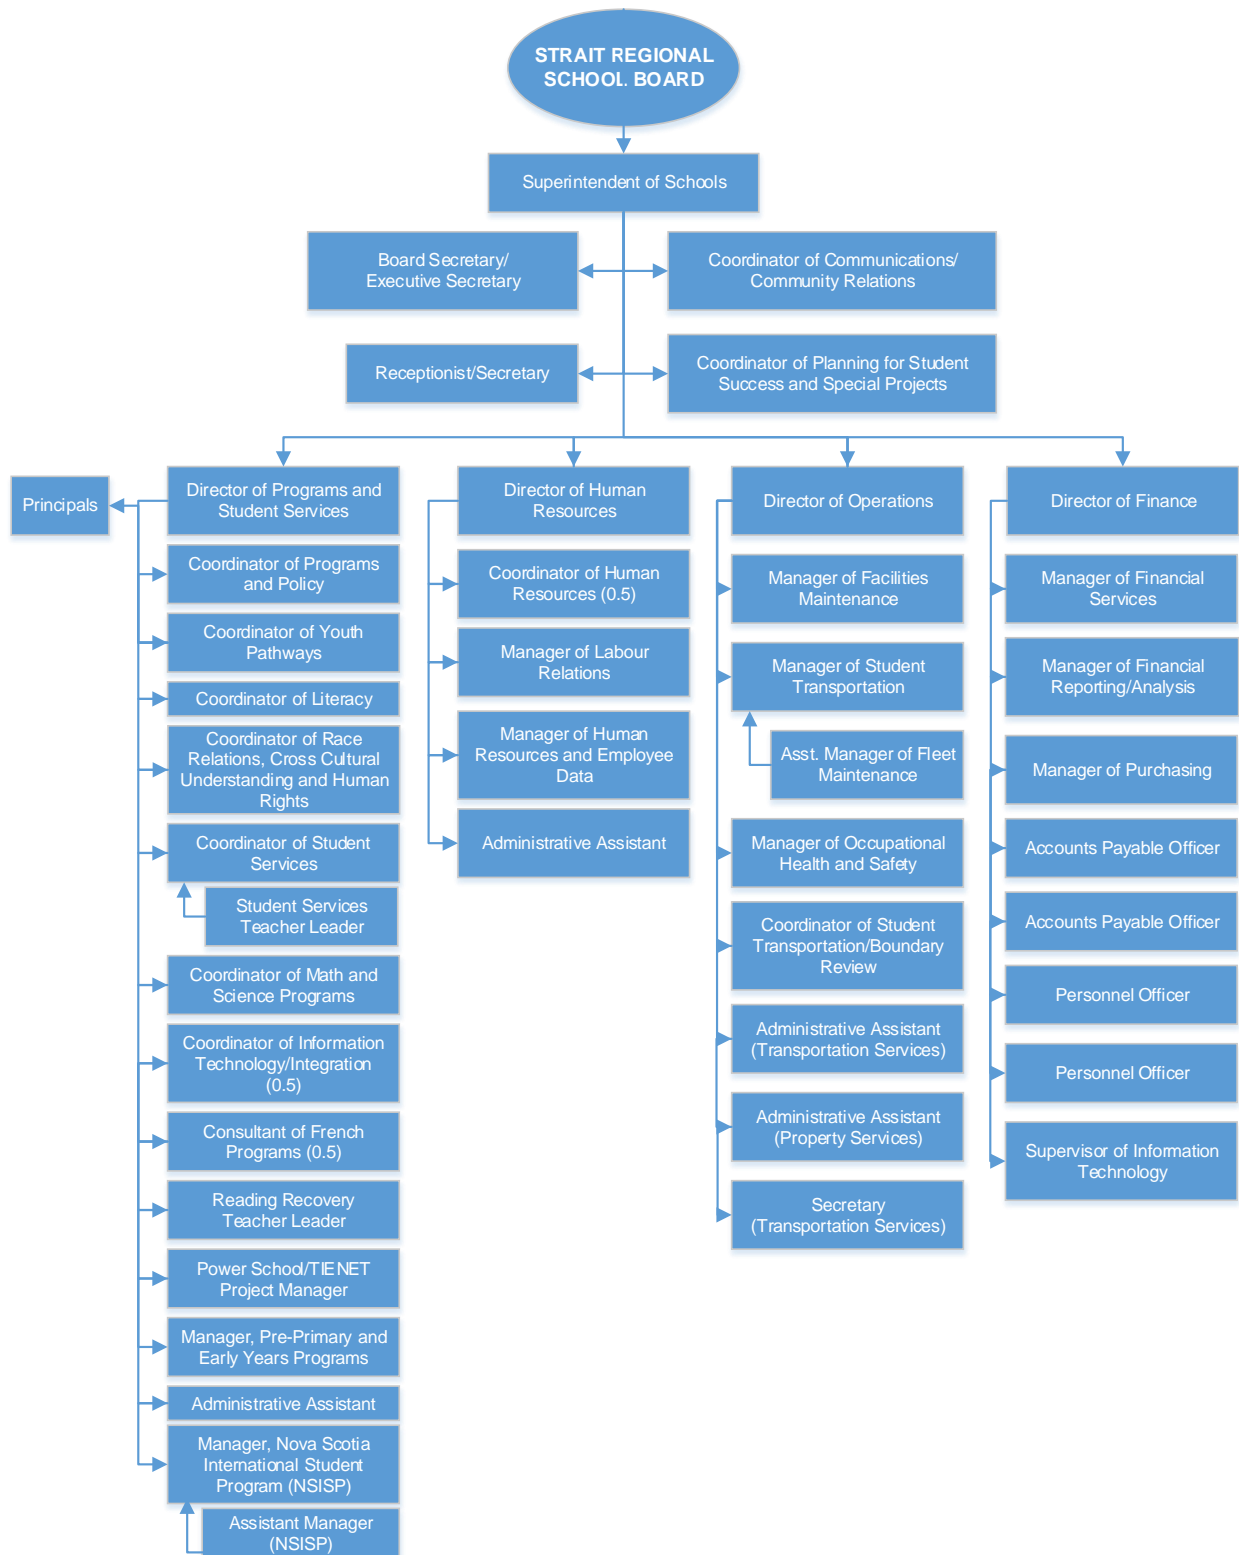 STRAIT REGIONAL
SCHOOL BOARD
Superintendent of Schools
Board Secretary/
Executive Secretary
Coordinator of Communications/
Community Relations
Receptionist/Secretary
Coordinator of Planning for Student
Success and Special Projects
Principals
Director of Programs and
Student Services
Coordinator of Programs
and Policy
Coordinator of Youth
Pathways
Coordinator of Literacy
Coordinator of Race
Relations, Cross Cultural
Understanding and Human
Rights
Coordinator of Student
Services
Student Services
Teacher Leader
Coordinator of Math and
Science Programs
Coordinator of Information
Technology/Integration
(0.5)
Consultant of French
Programs (0.5)
Reading Recovery
Teacher Leader
Power School/TIENET
Project Manager
Manager, Pre-Primary and
Early Years Programs
Administrative Assistant
Manager, Nova Scotia
International Student
Program (NSISP)
Assistant Manager
(NSISP)
Director of Human
Resources
Coordinator of Human
Resources (0.5)
Manager of Labour
Relations
Manager of Human
Resources and Employee
Data
Administrative Assistant
Director of Operations
Manager of Facilities
Maintenance
Manager of Student
Transportation
Asst. Manager of Fleet
Maintenance
Manager of Occupational
Health and Safety
Coordinator of Student
Transportation/Boundary
Review
Administrative Assistant
(Transportation Services)
Administrative Assistant
(Property Services)
Secretary
(Transportation Services)
Director of Finance
Manager of Financial
Services
Manager of Financial
Reporting/Analysis
Manager of Purchasing
Accounts Payable Officer
Accounts Payable Officer
Personnel Officer
Personnel Officer
Supervisor of Information
Technology